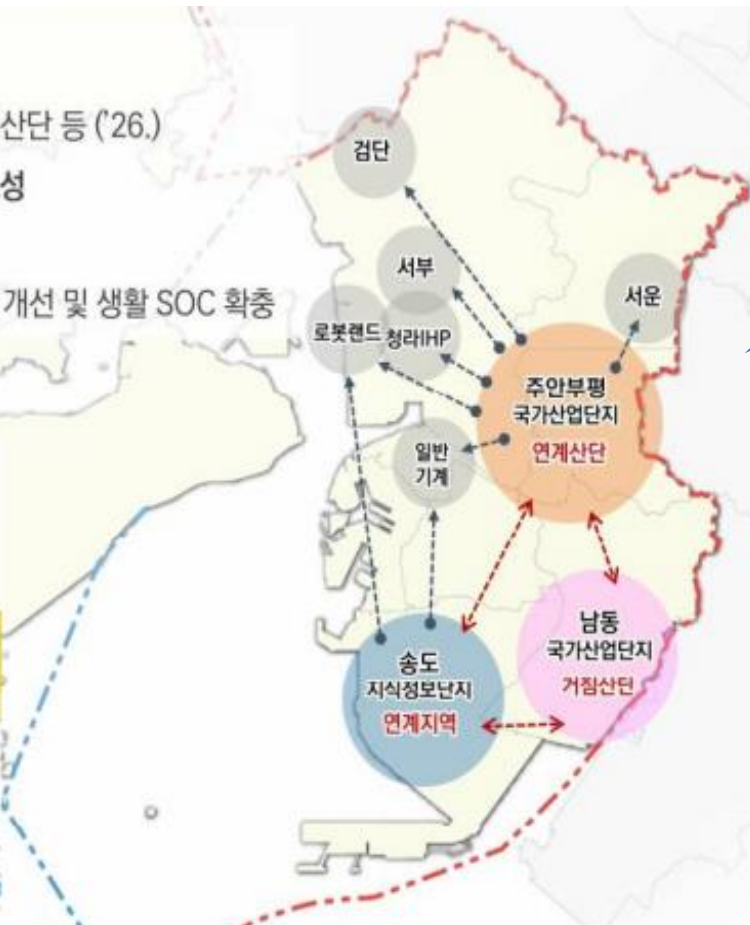 산단 등 ('26.)
성
개선 및 생활 SOC 확충
검단
서부
서운
로봇랜드
청라IHP
주안부평
국가산업단지
연계산단
일반
기계
남동
국가산업단지
거점산단
송도
지식정보단지
연계지역